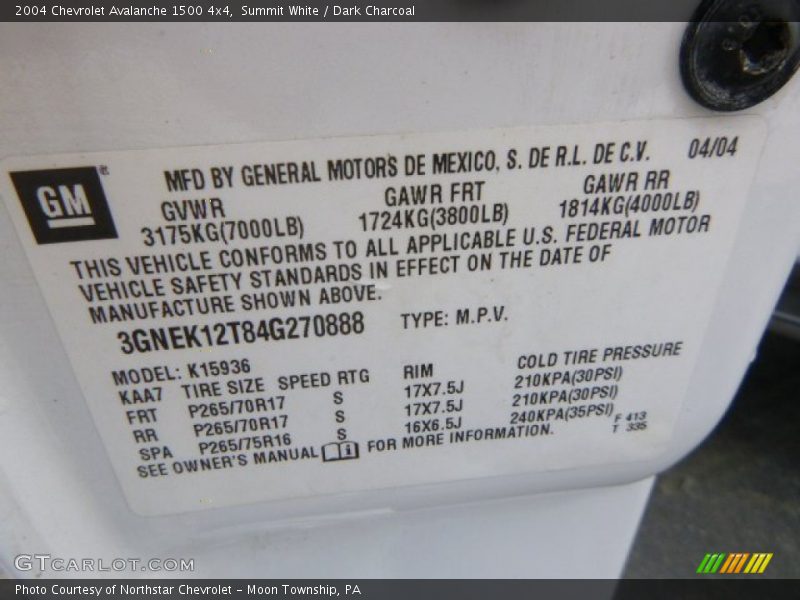 2004 Chevrolet Avalanche 1500 4x4, Summit White / Dark Charcoal
GM®
MFD BY GENERAL MOTORS DE MEXICO, S. DE R.L. DE C.V. 04/04
GVWR GAWR FRT GAWR RR
3175KG(7000LB) 1724KG(3800LB) 1814KG(4000LB)
THIS VEHICLE CONFORMS TO ALL APPLICABLE U.S. FEDERAL MOTOR
VEHICLE SAFETY STANDARDS IN EFFECT ON THE DATE OF
MANUFACTURE SHOWN ABOVE.
3GNEK12T84G270888 TYPE: M.P.V.
MODEL: K15936
KAA7 TIRE SIZE SPEED RTG RIM COLD TIRE PRESSURE
FRT P265/70R17 S 17X7.5J 210KPA(30PSI)
RR P265/70R17 S 17X7.5J 210KPA(30PSI)
SPA P265/75R16 S 16X6.5J 240KPA(35PSI)
SEE OWNER'S MANUAL i FOR MORE INFORMATION.
F 413
T 335
GTCARLOT.COM
Photo Courtesy of Northstar Chevrolet - Moon Township, PA